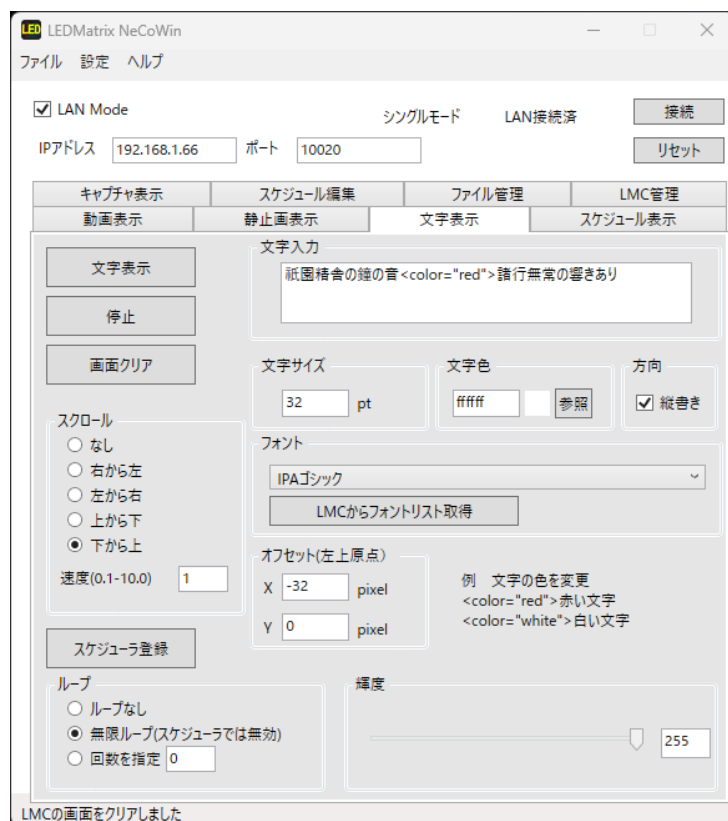 LEDMatrix NeCoWin
ファイル 設定 ヘルプ
LAN Mode
シングルモード LAN接続済 接続
IPアドレス 192.168.1.66 ポート 10020 リセット
キャプチャ表示 スケジュール編集 ファイル管理 LMC管理
動画表示 静止画表示 文字表示 スケジュール表示
文字表示
停止
画面クリア
文字入力
祇園精舎の鐘の音<color="red">諸行無常の響きあり
文字サイズ
32 pt
文字色
ffffff 参照
方向
縦書き
スクロール
なし
右から左
左から右
上から下
下から上
速度(0.1-10.0) 1
フォント
IPAゴシック
LMCからフォントリスト取得
オフセット(左上原点)
X -32 pixel
Y 0 pixel
例 文字の色を変更
<color="red">赤い文字
<color="white">白い文字
スケジューラ登録
ループ
ループなし
無限ループ(スケジューラでは無効)
回数を指定 0
輝度
255
LMCの画面をクリアしました